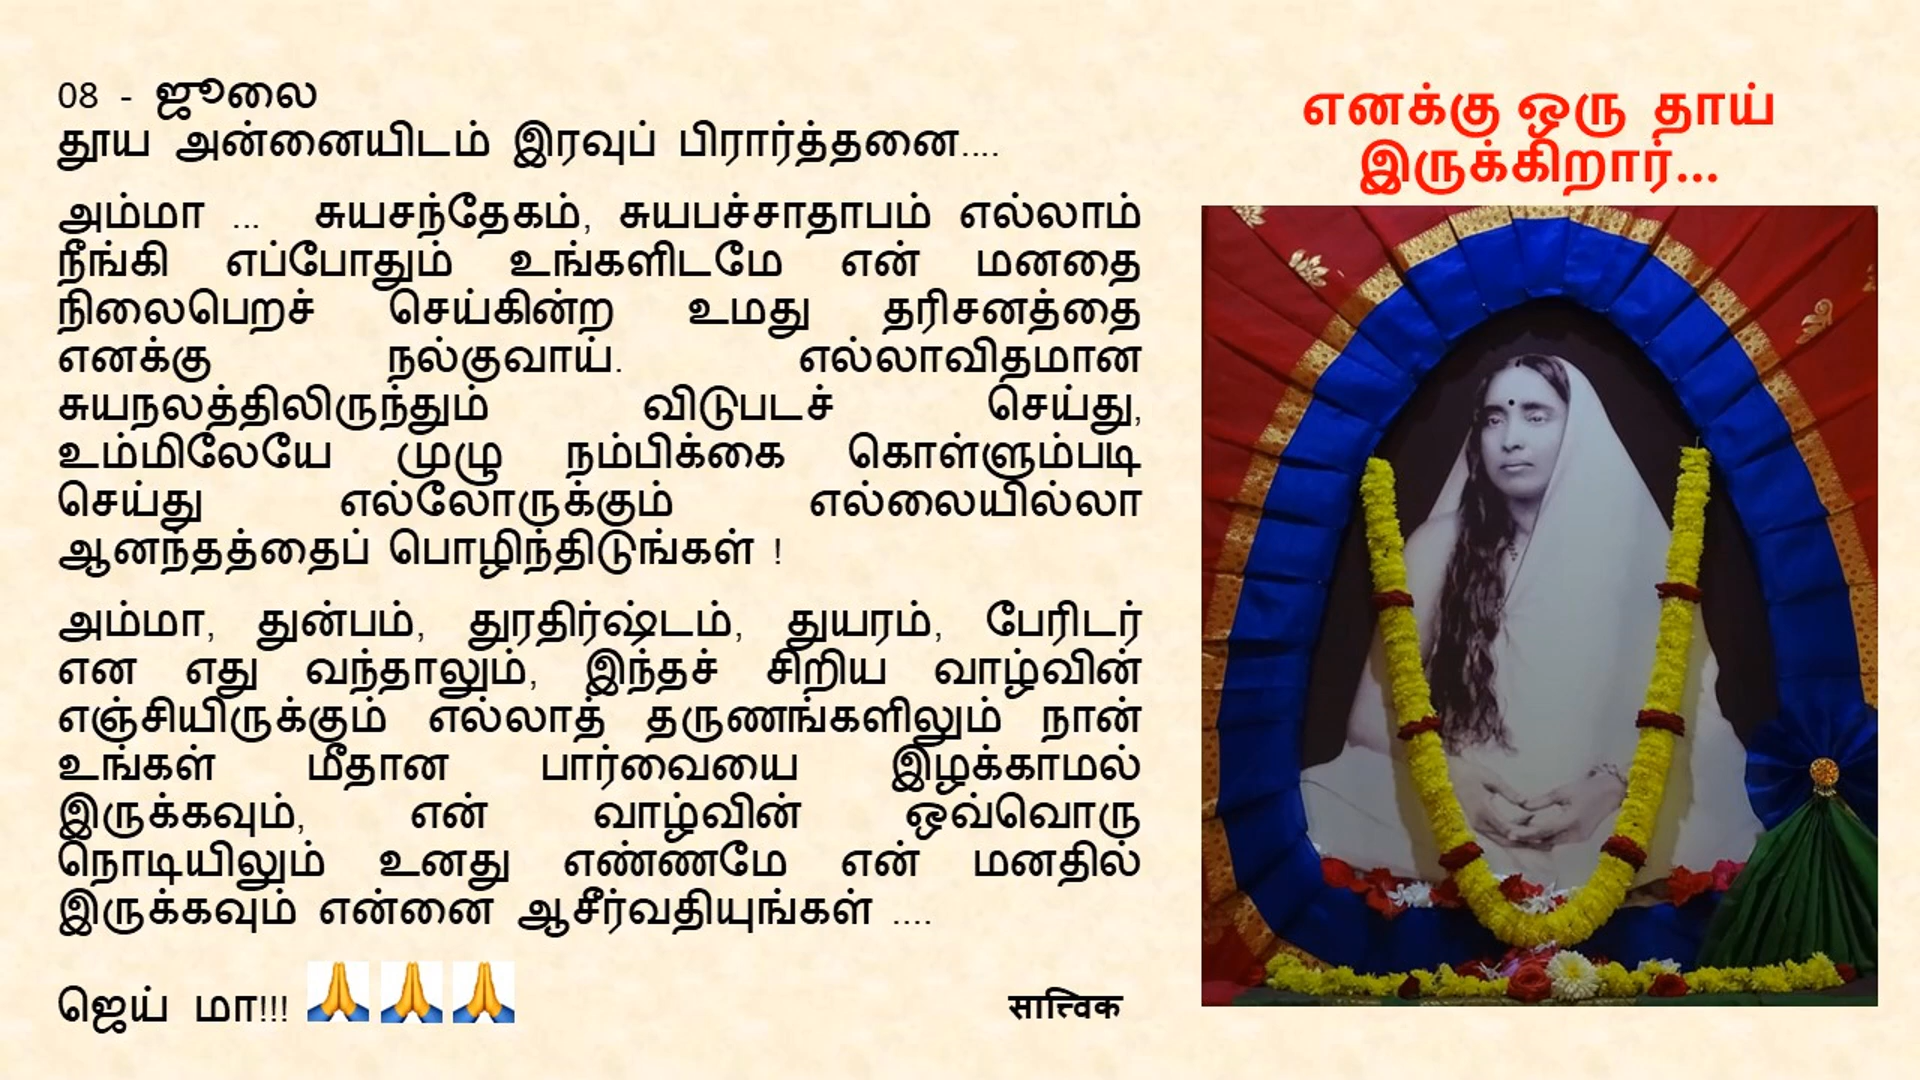 08 - ஜூலை
தூய அன்னையிடம் இரவுப் பிரார்த்தனை....
அம்மா ... சுயசந்தேகம், சுயபச்சாதாபம் எல்லாம்
நீங்கி எப்போதும் உங்களிடமே என் மனதை
நிலைபெறச் செய்கின்ற உமது தரிசனத்தை
எனக்கு நல்குவாய். எல்லாவிதமான
சுயநலத்திலிருந்தும் விடுபடச் செய்து,
உம்மிலேயே முழு நம்பிக்கை கொள்ளும்படி
செய்து எல்லோருக்கும் எல்லையில்லா
ஆனந்தத்தைப் பொழிந்திடுங்கள் !
அம்மா, துன்பம், துரதிர்ஷ்டம், துயரம், பேரிடர்
என எது வந்தாலும், இந்தச் சிறிய வாழ்வின்
எஞ்சியிருக்கும் எல்லாத் தருணங்களிலும் நான்
உங்கள் மீதான பார்வையை இழக்காமல்
இருக்கவும், என் வாழ்வின் ஒவ்வொரு
நொடியிலும் உனது எண்ணமே என் மனதில்
இருக்கவும் என்னை ஆசீர்வதியுங்கள் ....
ஜெய் மா!!! 🙏 🙏 🙏
सात्त्विक
எனக்கு ஒரு தாய்
இருக்கிறார்...